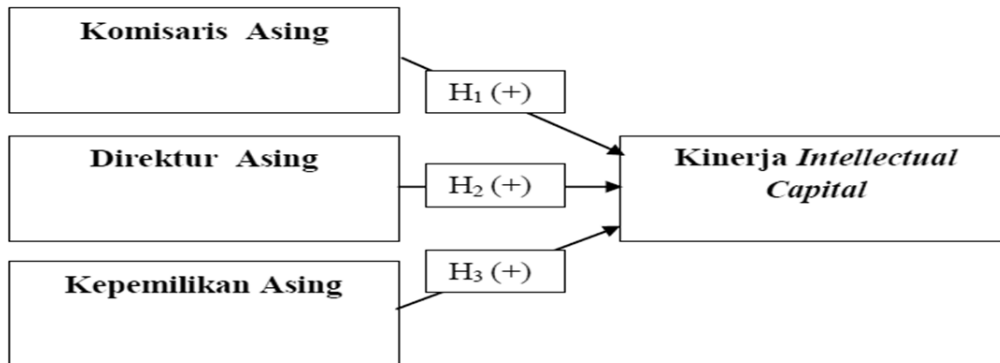 Komisaris Asing
H₁ (+)
Direktur Asing
H₂ (+)
Kinerja Intellectual
Capital
Kepemilikan Asing
H₃ (+)